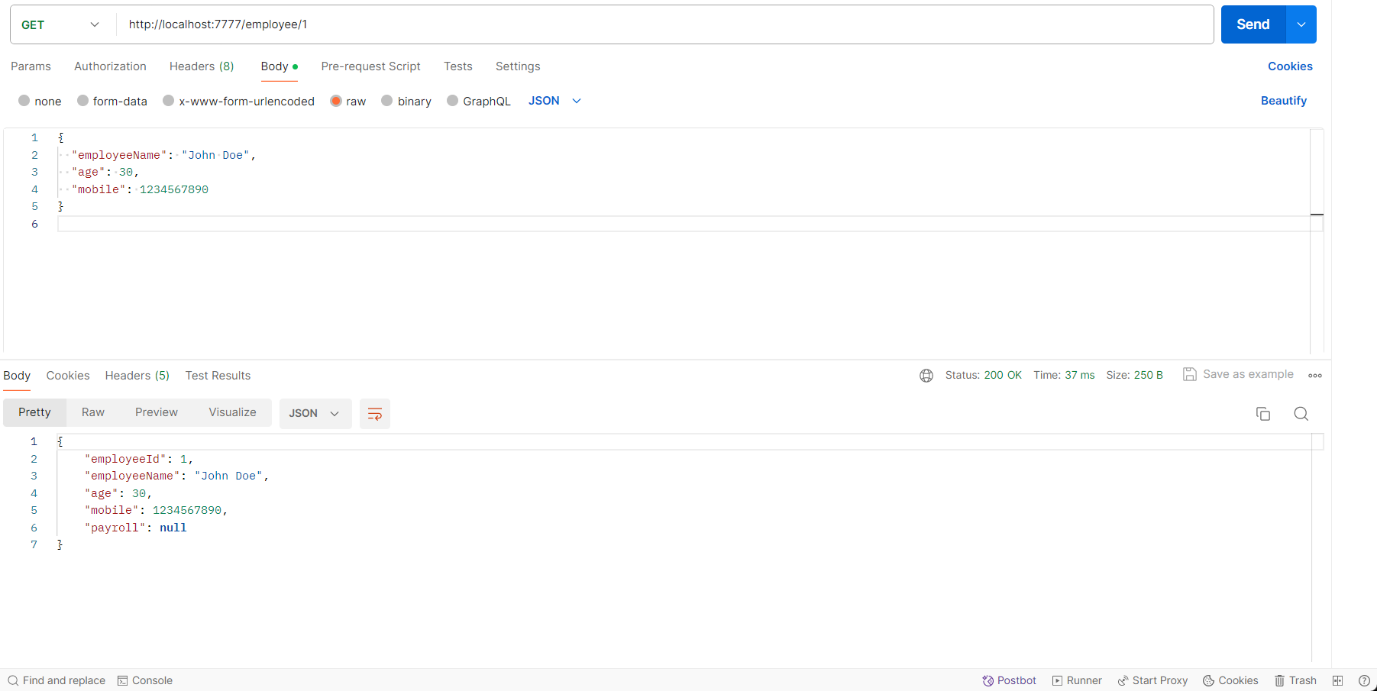 GET http://localhost:7777/employee/1 Send
Params Authorization Headers (8) Body Pre-request Script Tests Settings Cookies
none form-data x-www-form-urlencoded raw binary GraphQL JSON Beautify
1 {
2 "employeeName": "John Doe",
3 "age": 30,
4 "mobile": 1234567890
5 }
6
Body Cookies Headers (5) Test Results Status: 200 OK Time: 37 ms Size: 250 B Save as example
Pretty Raw Preview Visualize JSON
1 {
2 "employeeId": 1,
3 "employeeName": "John Doe",
4 "age": 30,
5 "mobile": 1234567890,
6 "payroll": null
7 }
Find and replace Console Postbot Runner Start Proxy Cookies Trash